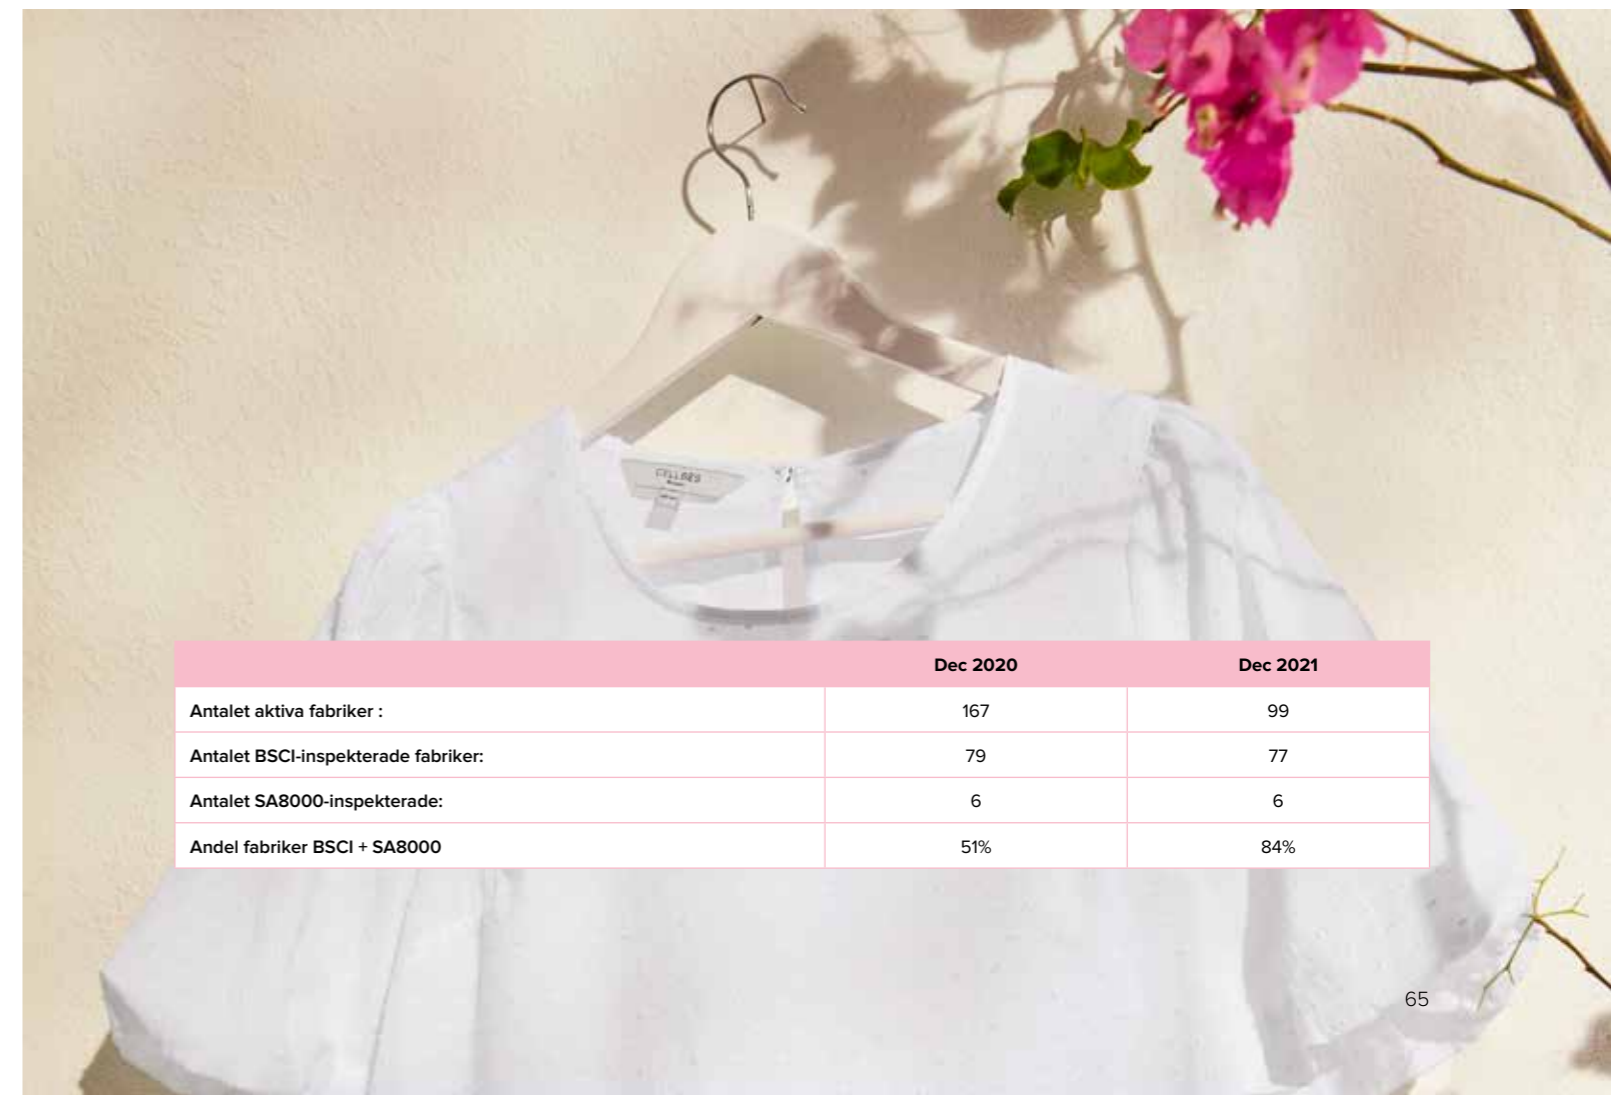 CELLBES
Dec 2020 Dec 2021
Antalet aktiva fabriker : 167 99
Antalet BSCI-inspekterade fabriker: 79 77
Antalet SA8000-inspekterade: 6 6
Andel fabriker BSCI + SA8000 51% 84%
65